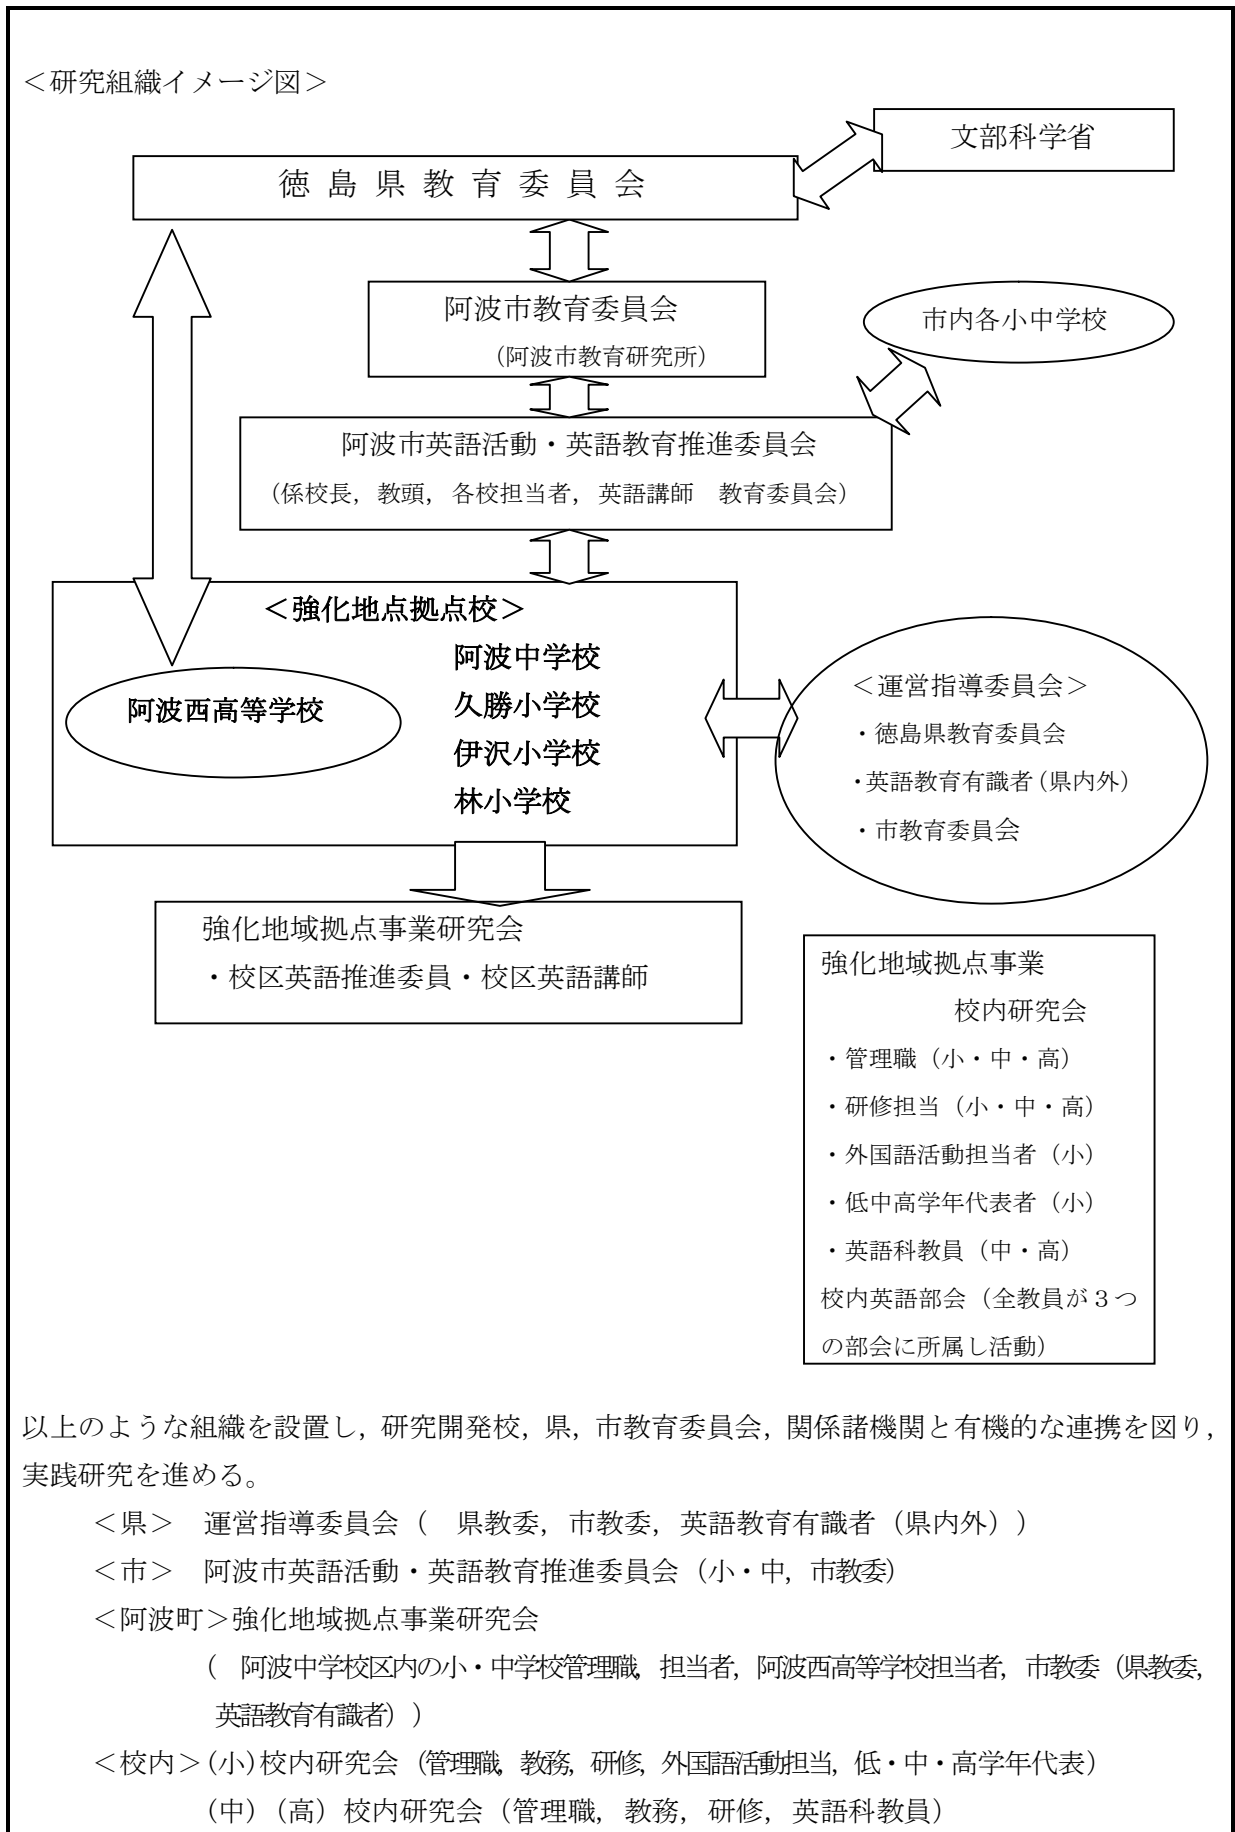 ＜研究組織イメージ図＞
文部科学省
徳島県教育委員会
阿波市教育委員会
（阿波市教育研究所）
市内各小中学校
阿波市英語活動・英語教育推進委員会
（係校長，教頭，各校担当者，英語講師　教育委員会）
＜強化地点拠点校＞
阿波中学校
久勝小学校
伊沢小学校
林小学校
阿波西高等学校
＜運営指導委員会＞
・徳島県教育委員会
・英語教育有識者（県内外）
・市教育委員会
強化地域拠点事業研究会
・校区英語推進委員・校区英語講師
強化地域拠点事業
校内研究会
・管理職（小・中・高）
・研修担当（小・中・高）
・外国語活動担当者（小）
・低中高学年代表者（小）
・英語科教員（中・高）
校内英語部会（全教員が３つ
の部会に所属し活動）
以上のような組織を設置し，研究開発校，県，市教育委員会，関係諸機関と有機的な連携を図り，
実践研究を進める。
＜県＞　運営指導委員会（　県教委，市教委，英語教育有識者（県内外））
＜市＞　阿波市英語活動・英語教育推進委員会（小・中，市教委）
＜阿波町＞強化地域拠点事業研究会
（　阿波中学校区内の小・中学校管理職，担当者，阿波西高等学校担当者，市教委（県教委，
英語教育有識者））
＜校内＞（小）校内研究会（管理職，教務，研修，外国語活動担当，低・中・高学年代表）
（中）（高）校内研究会（管理職，教務，研修，英語科教員）